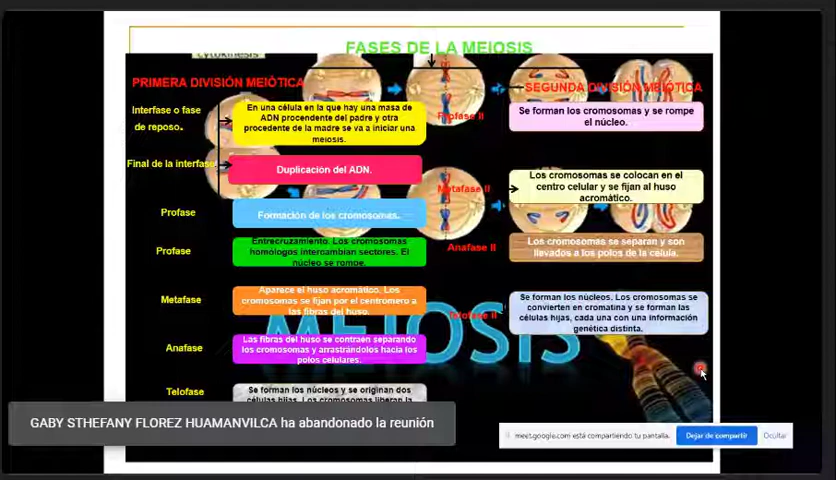 Cytokinesis
FASES DE LA MEIOSIS
PRIMERA DIVISIÓN MEIÓTICA
Interfase o fase
de reposo.
En una célula en la que hay una masa de
ADN procendente del padre y otra
procedente de la madre se va a iniciar una
meiosis.
Final de la interfase
Duplicación del ADN.
Profase
Formación de los cromosomas.
Profase
Entrecruzamiento. Los cromosomas
homologos intercambian sectores. El
núcleo se rompe.
Metafase
Aparece el huso acromático. Los
cromosomas se fijan por el centrómero a
las fibras del huso.
Anafase
Las fibras del huso se contraen separando
los cromosomas y arrastrándolos hacia los
polos celulares.
Telofase
Se forman los núcleos y se originan dos
células hijas. Los cromosomas liberan la
SEGUNDA DIVISIÓN MEIÓTICA
Profase II
Se forman los cromosomas y se rompe
el núcleo.
Metafase II
Los cromosomas se colocan en el
centro celular y se fijan al huso
acromático.
Anafase II
Los cromosomas se separan y son
llevados a los polos de la célula.
Telofase II
Se forman los núcleos. Los cromosomas se
convierten en cromatina y se forman las
células hijas, cada una con una información
genética distinta.
MEIOSIS
GABY STHEFANY FLOREZ HUAMANVILCA ha abandonado la reunión
meet.google.com está compartiendo tu pantalla.
Dejar de compartir
Ocultar